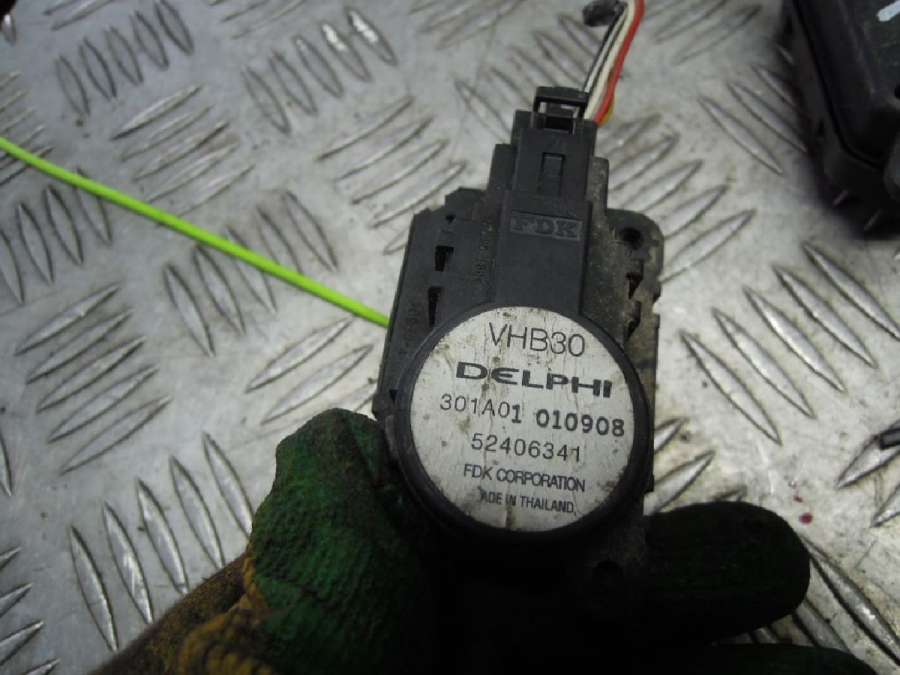 FDK
VHB30
DELPHI
301A01 010908
52406341
FDK CORPORATION
ADE IN THAILAND